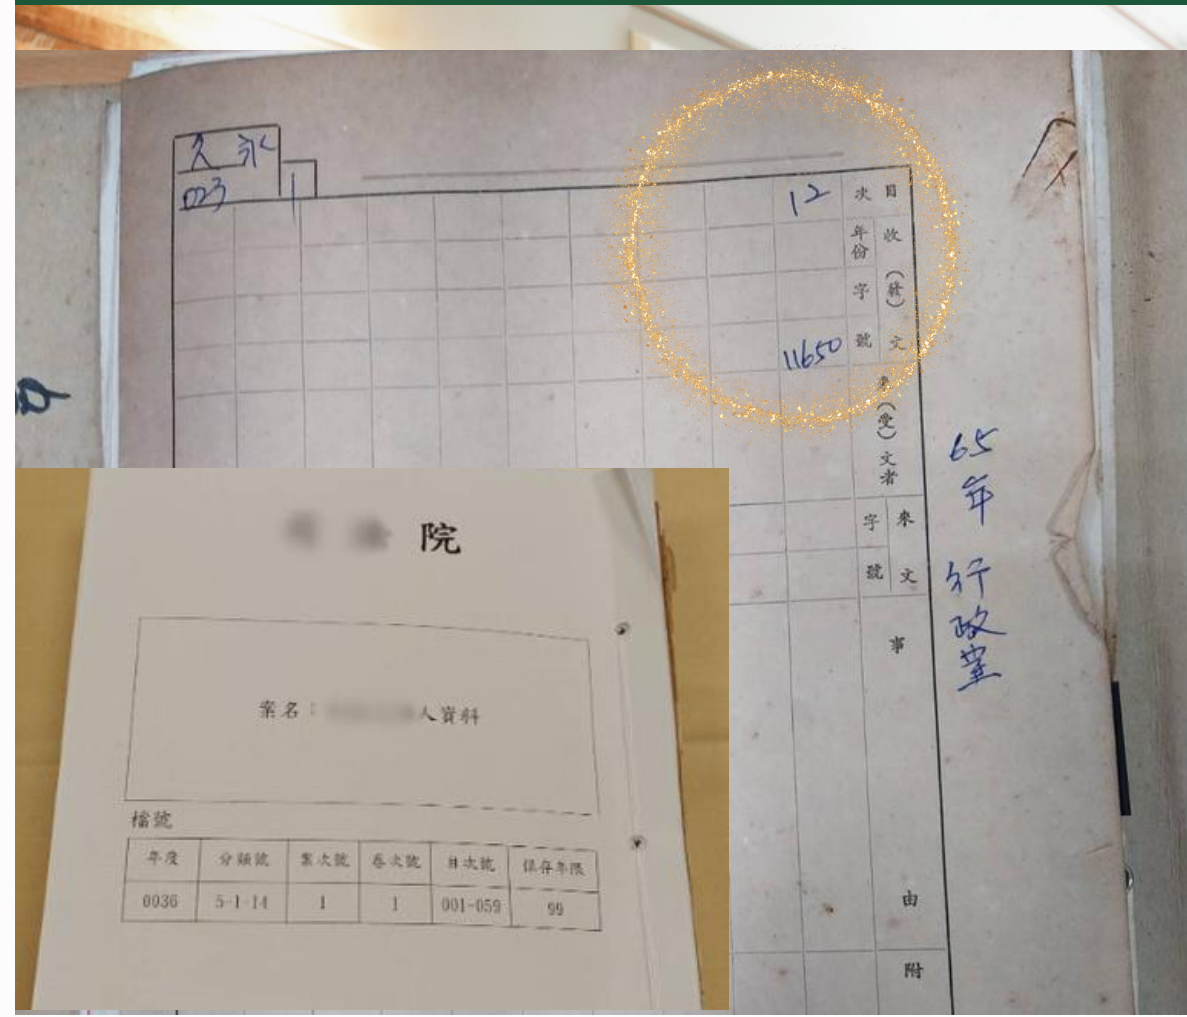 久 永
023 1
目次 12
收(發)文
年份
字
號 11650
來(受)文者
來文
字
號
事
由
附
65年 行政室
院
案名:
人資料
檔號
年度 分類號 案次號 卷次號 目次號 保存年限
0036 5-1-14 1 1 001-059 99